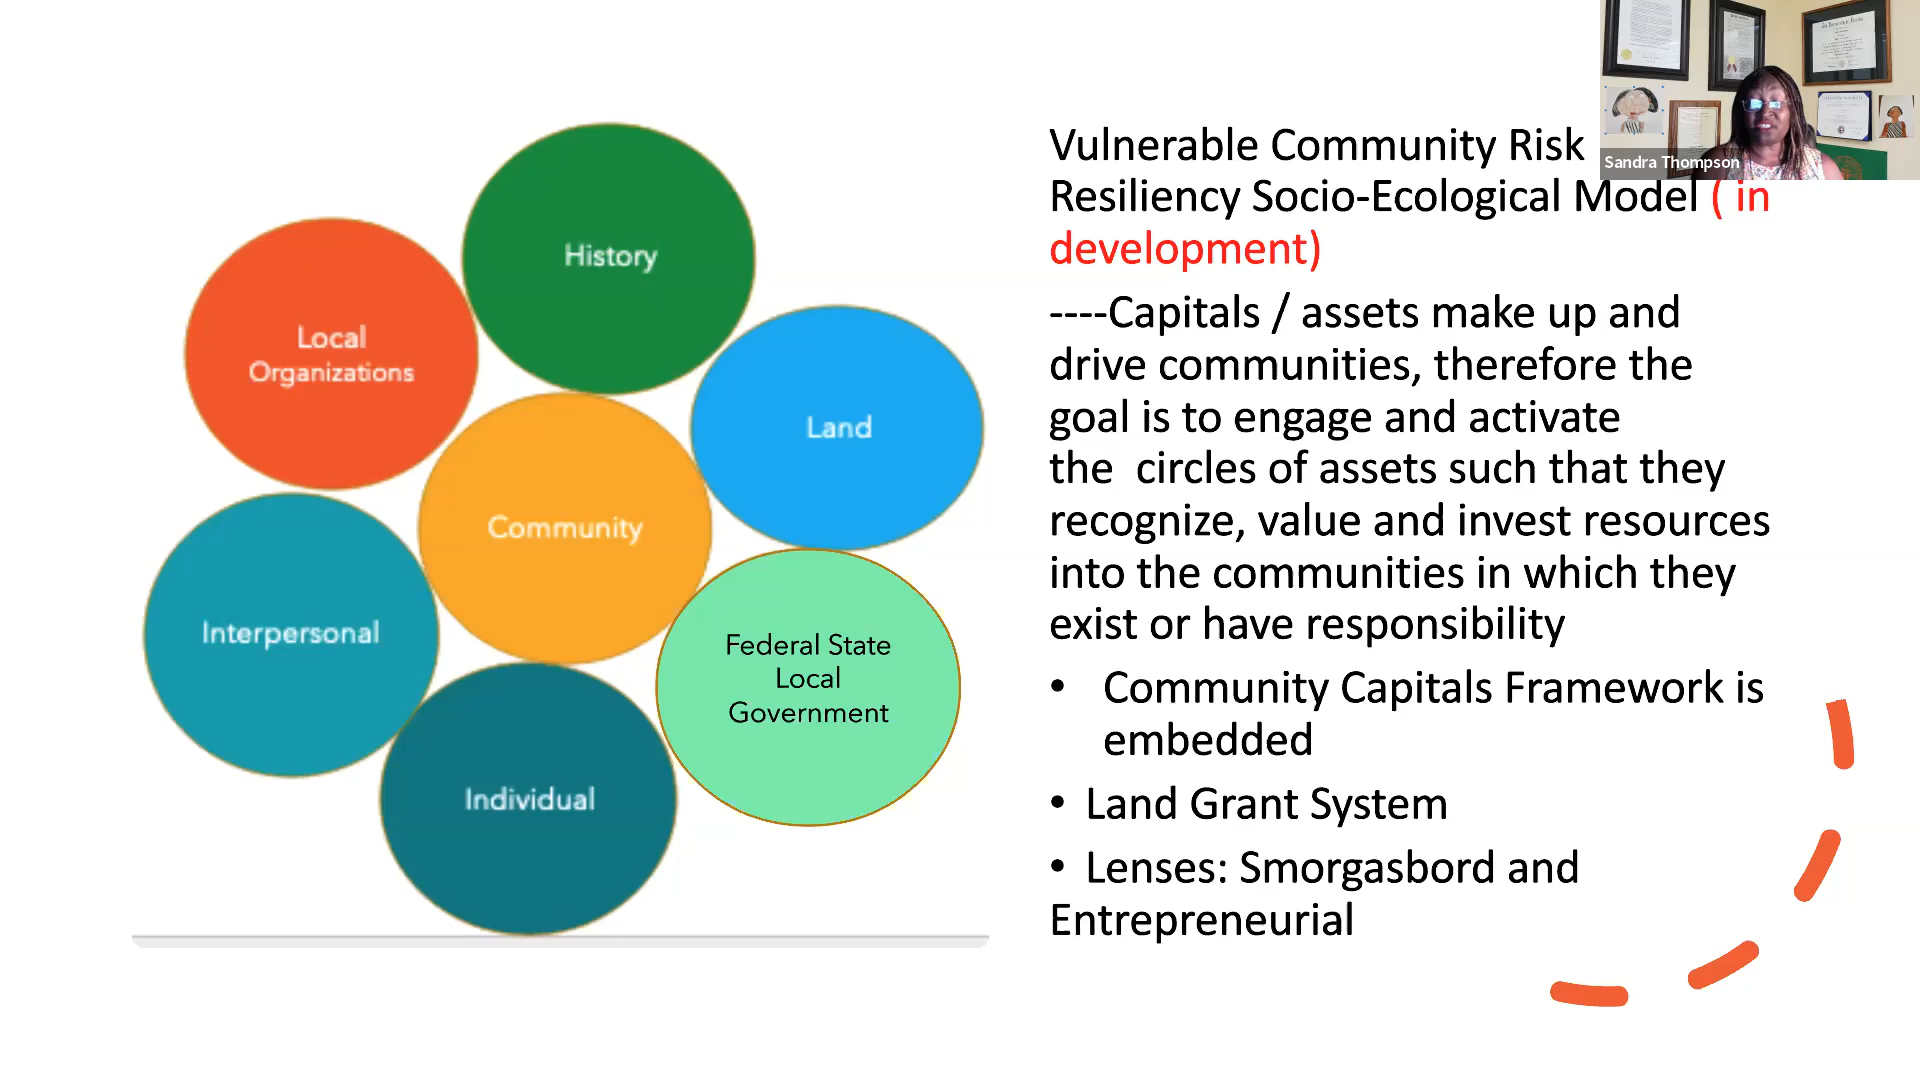 Vulnerable Community Risk
Resiliency Socio-Ecological Model ( in
development)
----Capitals / assets make up and
drive communities, therefore the
goal is to engage and activate
the  circles of assets such that they
recognize, value and invest resources
into the communities in which they
exist or have responsibility
• Community Capitals Framework is
embedded
• Land Grant System
• Lenses: Smorgasbord and
Entrepreneurial
History
Local
Organizations
Land
Community
Interpersonal
Federal State
Local
Government
Individual
Sandra Thompson